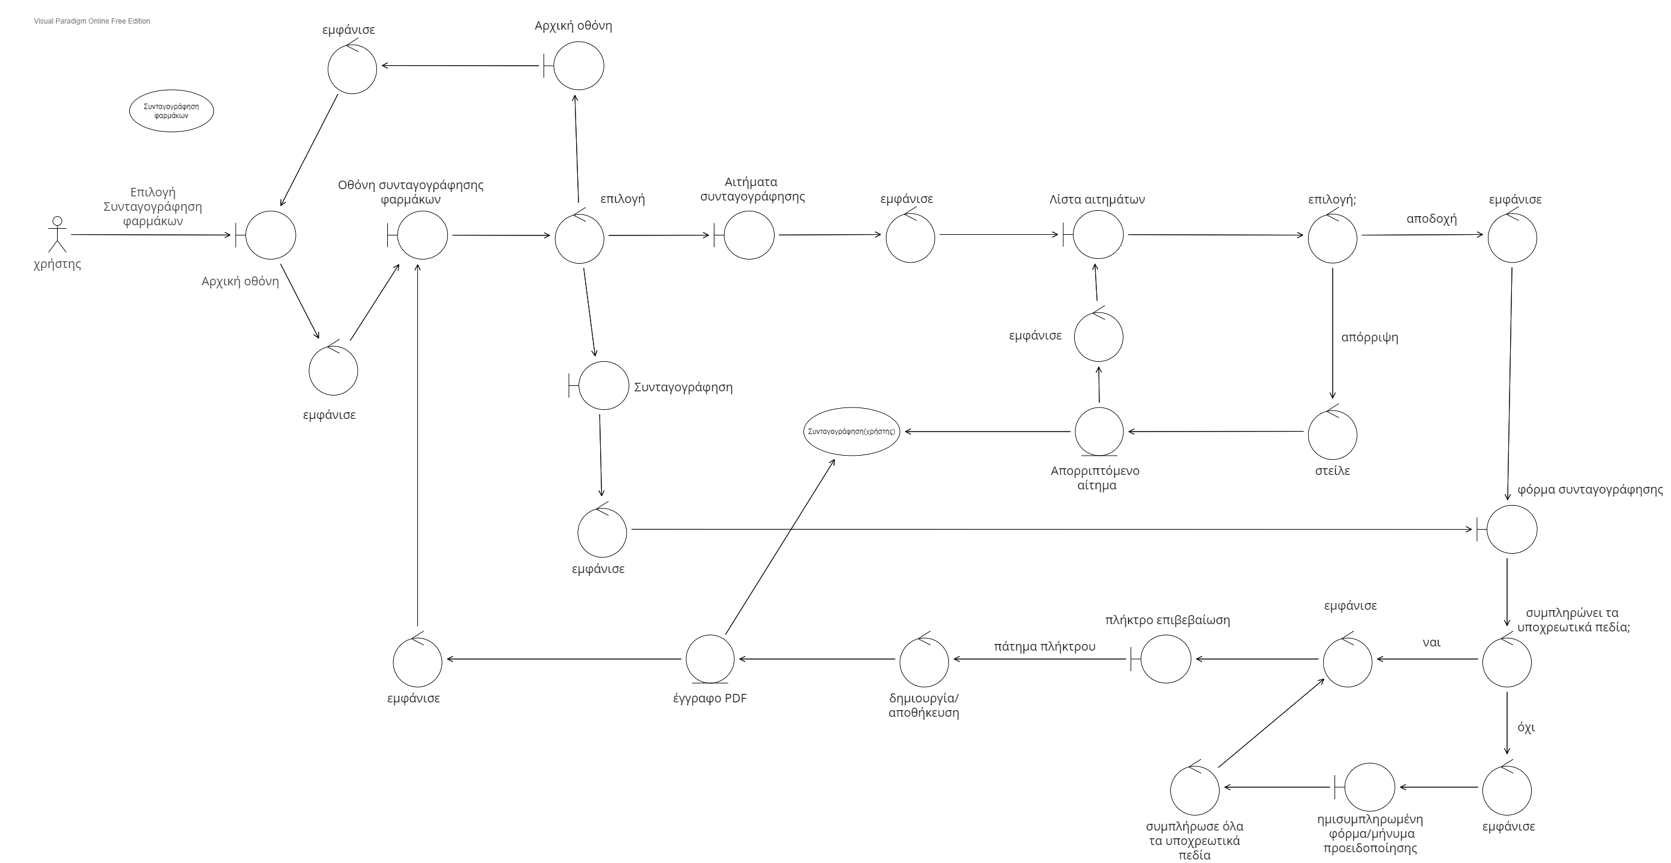 Visual Paradigm Online Free Edition
εμφάνισε
Αρχική οθόνη
Συνταγογράφηση
φαρμάκων
Επιλογή
Συνταγογράφηση
φαρμάκων
χρήστης
Αρχική οθόνη
Οθόνη συνταγογράφησης
φαρμάκων
επιλογή
Αιτήματα
συνταγογράφησης
εμφάνισε
Λίστα αιτημάτων
επιλογή;
αποδοχή
εμφάνισε
εμφάνισε
εμφάνισε
απόρριψη
Συνταγογράφηση
Συνταγογράφηση(χρήστης)
Απορριπτόμενο
αίτημα
στείλε
φόρμα συνταγογράφησης
εμφάνισε
συμπληρώνει τα
υποχρεωτικά πεδία;
εμφάνισε
ναι
πλήκτρο επιβεβαίωση
πάτημα πλήκτρου
δημιουργία/
αποθήκευση
έγγραφο PDF
εμφάνισε
όχι
συμπλήρωσε όλα
τα υποχρεωτικά
πεδία
ημισυμπληρωμένη
φόρμα/μήνυμα
προειδοποίησης
εμφάνισε